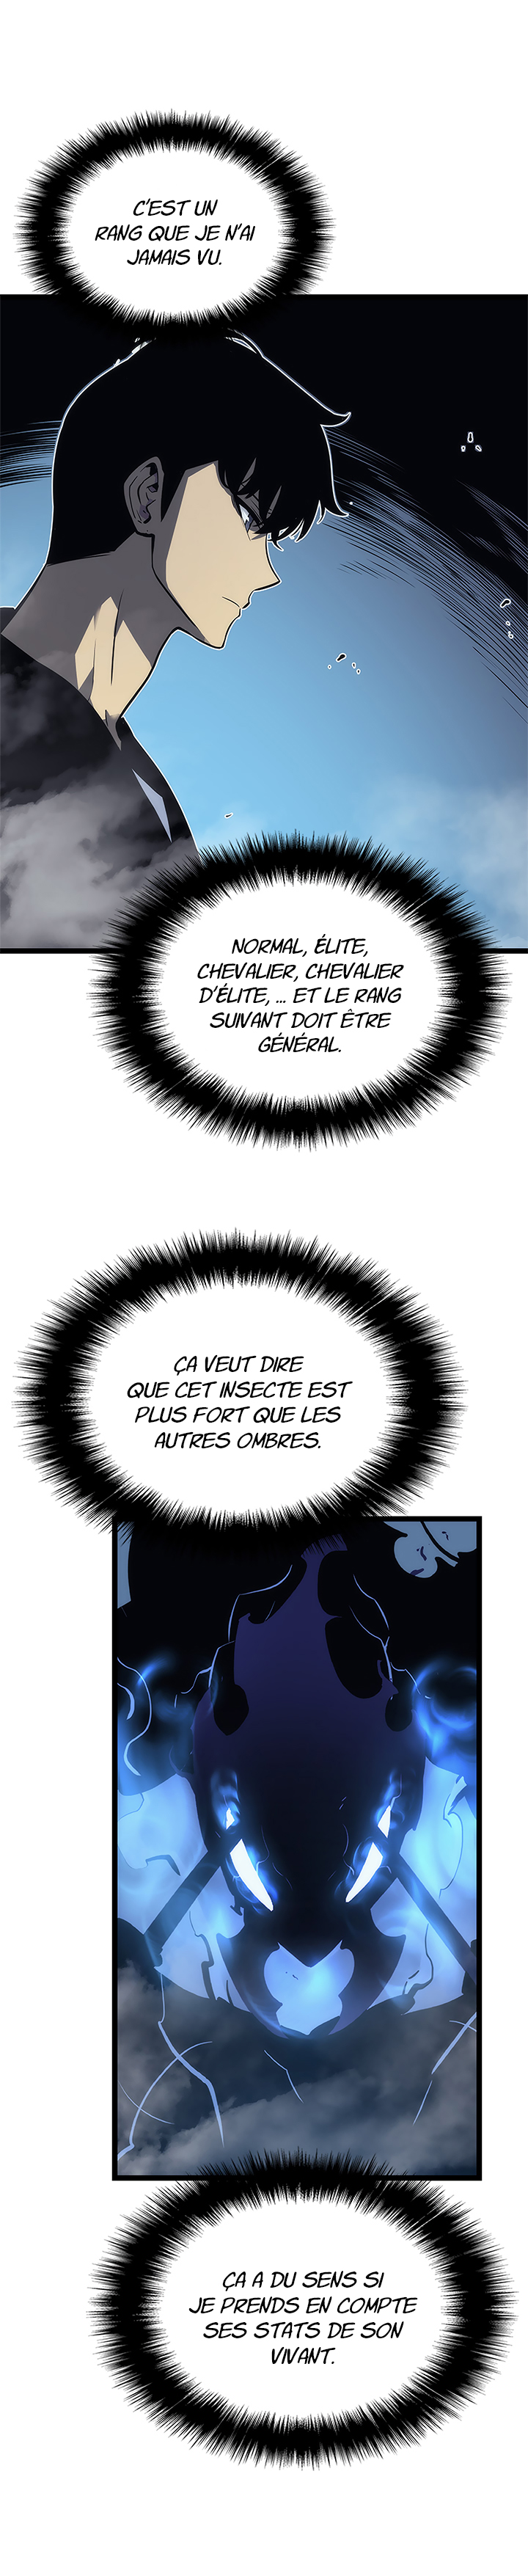 C'EST UN
RANG QUE JE N'AI
JAMAIS VU.
NORMAL, ÉLITE,
CHEVALIER, CHEVALIER
D'ÉLITE, ... ET LE RANG
SUIVANT DOIT ÊTRE
GÉNÉRAL.
ÇA VEUT DIRE
QUE CET INSECTE EST
PLUS FORT QUE LES
AUTRES OMBRES.
ÇA A DU SENS SI
JE PRENDS EN COMPTE
SES STATS DE SON
VIVANT.